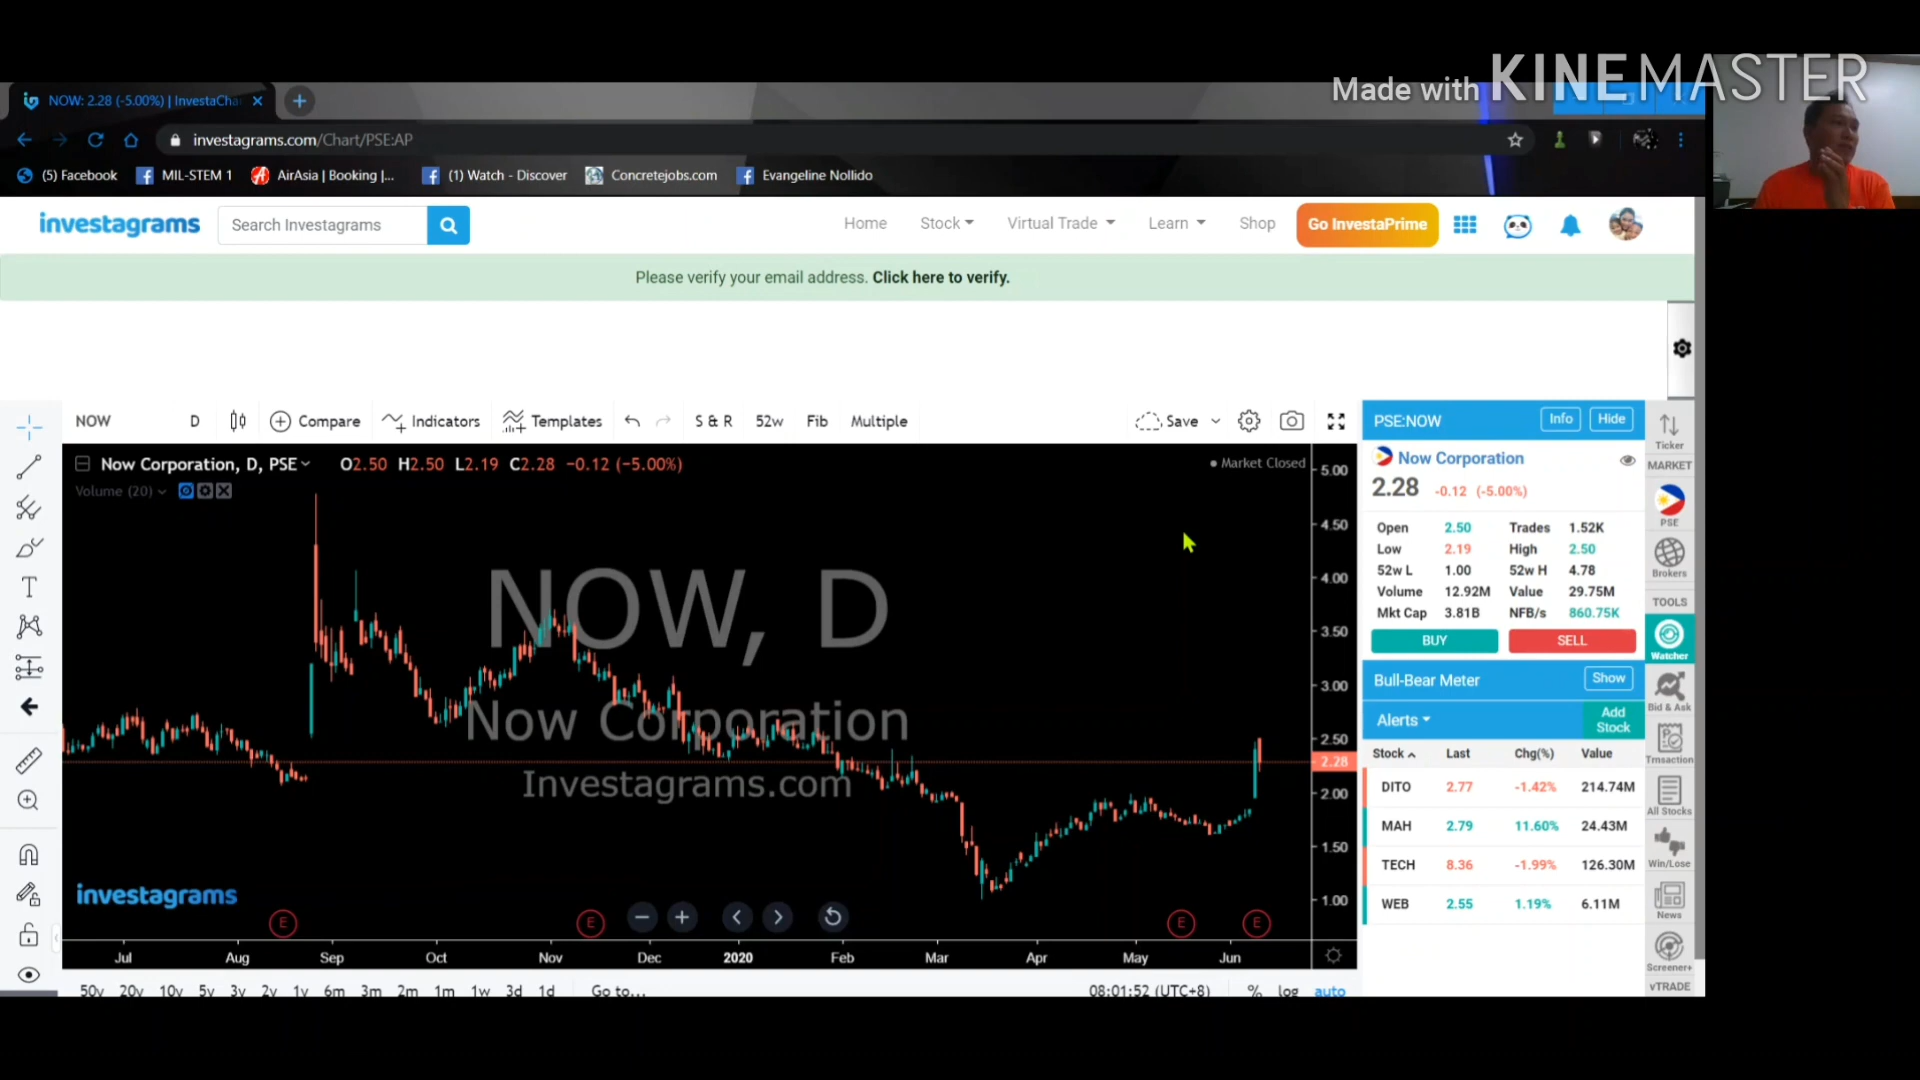 Made with KINEMASTER
NOW: 2.28 (-5.00%) | InvestaCha
investagrams.com/Chart/PSE:AP
(5) Facebook MIL-STEM 1 AirAsia | Booking |... (1) Watch - Discover Concretejobs.com Evangeline Nollido
investagrams Search Investagrams Home Stock Virtual Trade Learn Shop Go InvestaPrime
Please verify your email address. Click here to verify.
NOW D Compare Indicators Templates S & R 52w Fib Multiple Save
Now Corporation, D, PSE O2.50 H2.50 L2.19 C2.28 −0.12 (−5.00%) Market Closed
Volume (20)
NOW, D
Now Corporation
Investagrams.com
investagrams
5.00
4.50
4.00
3.50
3.00
2.50
2.28
2.00
1.50
1.00
E E E E
Jul Aug Sep Oct Nov Dec 2020 Feb Mar Apr May Jun
50y 20y 10y 5y 3y 2y 1y 6m 3m 2m 1m 1w 3d 1d Go to... 08:01:52 (UTC+8) % log auto
PSE:NOW Info Hide
Now Corporation
2.28 -0.12 (-5.00%)
Open 2.50 Trades 1.52K
Low 2.19 High 2.50
52w L 1.00 52w H 4.78
Volume 12.92M Value 29.75M
Mkt Cap 3.81B NFB/s 860.75K
BUY SELL
Bull-Bear Meter Show
Alerts Add Stock
Stock Last Chg(%) Value
DITO 2.77 -1.42% 214.74M
MAH 2.79 11.60% 24.43M
TECH 8.36 -1.99% 126.30M
WEB 2.55 1.19% 6.11M
Ticker
MARKET
PSE
Brokers
TOOLS
Watcher
Bid & Ask
Trnsaction
All Stocks
Win/Lose
News
Screener+
vTRADE